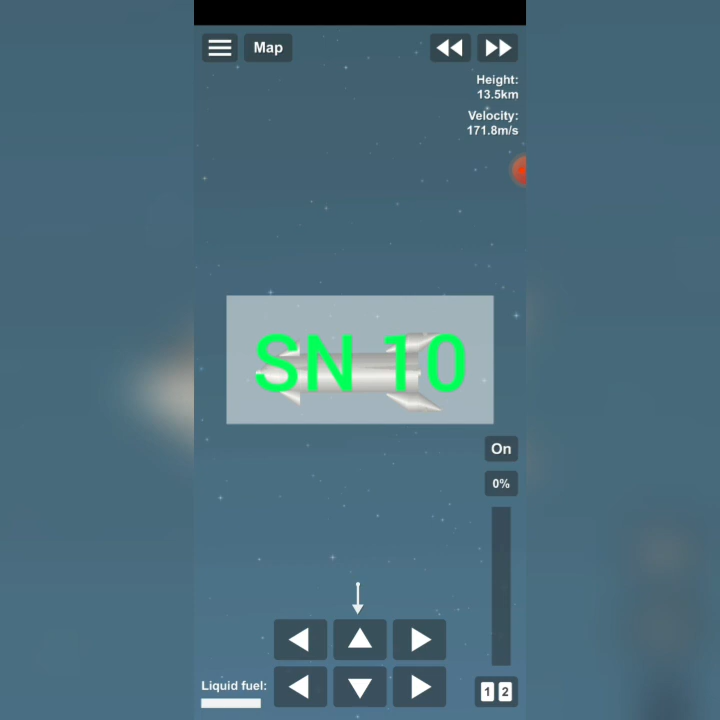 Map
Height:
13.5km
Velocity:
171.8m/s
SN 10
On
0%
Liquid fuel:
1 2